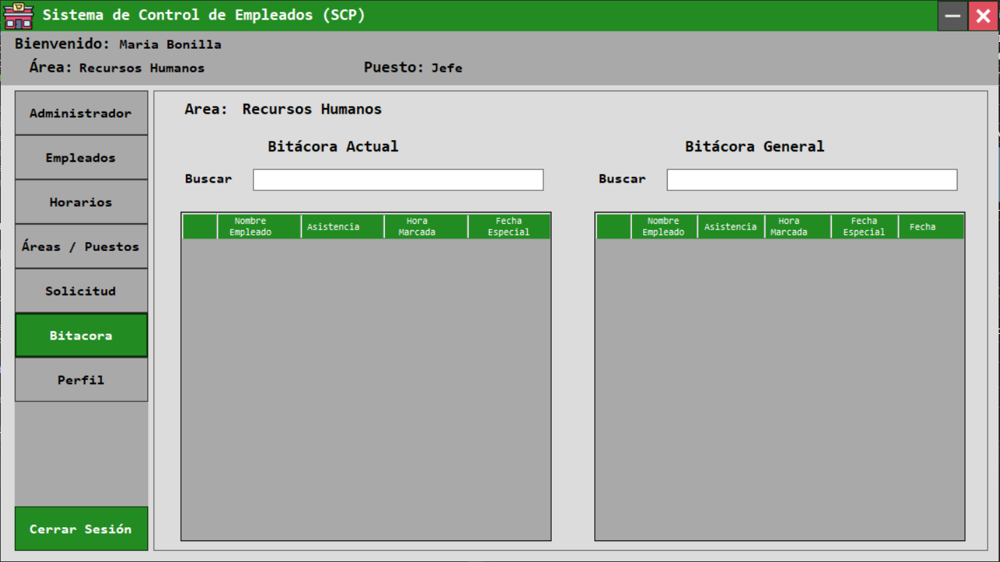 Sistema de Control de Empleados (SCP)
Bienvenido: Maria Bonilla
Área: Recursos Humanos
Puesto: Jefe
Administrador
Empleados
Horarios
Áreas / Puestos
Solicitud
Bitacora
Perfil
Cerrar Sesión
Area: Recursos Humanos
Bitácora Actual
Buscar
Nombre
Empleado
Asistencia
Hora
Marcada
Fecha
Especial
Bitácora General
Buscar
Nombre
Empleado
Asistencia
Hora
Marcada
Fecha
Especial
Fecha